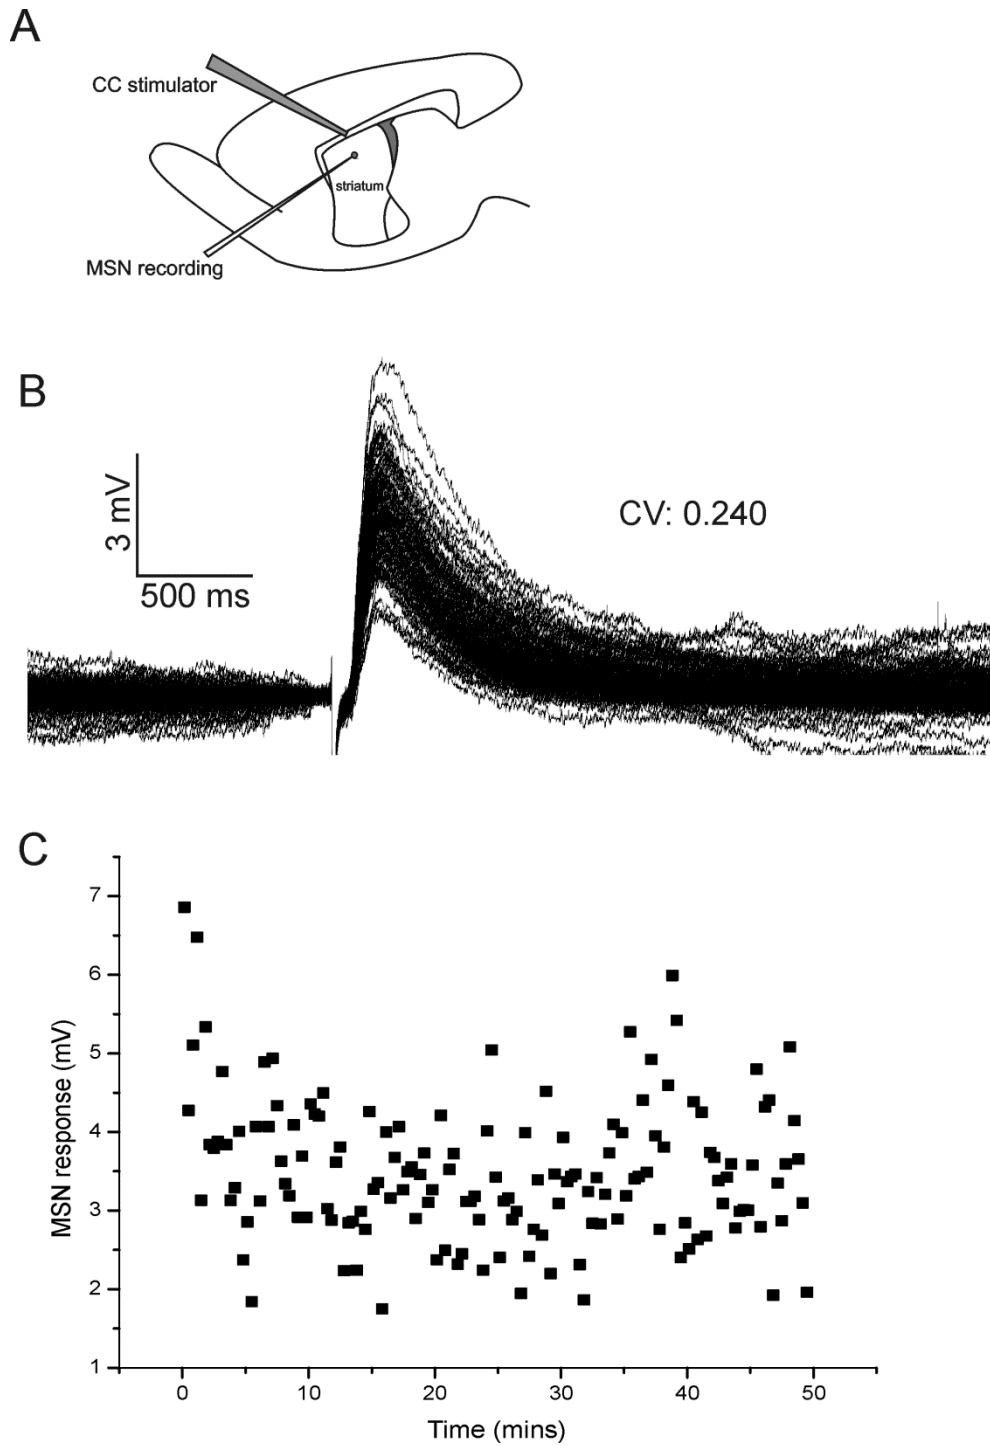 A
CC stimulator
striatum
MSN recording
B
3 mV
500 ms
CV: 0.240
C
MSN response (mV)
7
6
5
4
3
2
1
0
10
20
30
40
50
Time (mins)